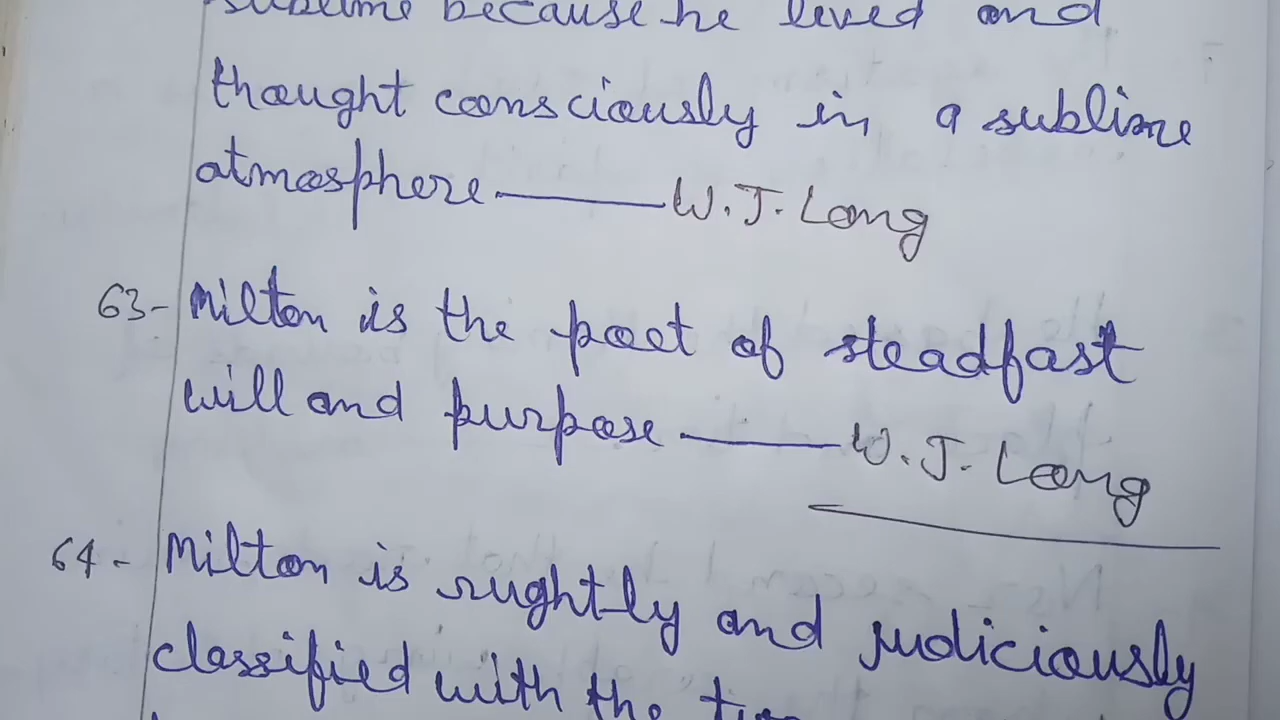 sublime because he lived and
thought consciously in a sublime
atmosphere — W. J. Long
63- Milton is the poet of steadfast
will and purpose — W. J. Long
64- Milton is rughtly and judiciously
classified with the